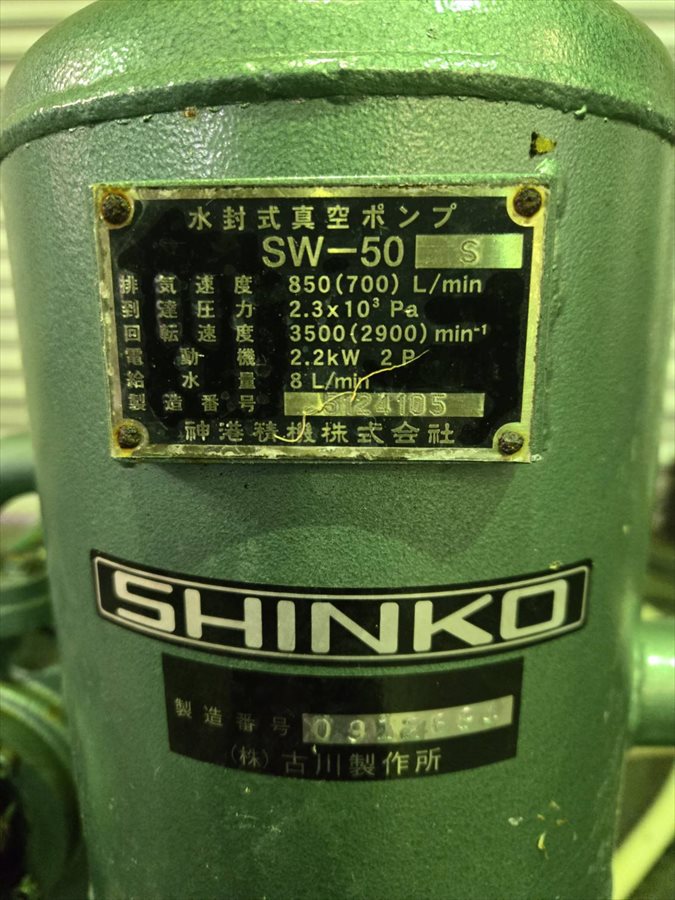 水封式真空ポンプ
SW-50 S
排気速度 850(700) L/min
到達圧力 2.3x10³ Pa
回転速度 3500(2900) min⁻¹
電動機 2.2kW 2P
給水量 8 L/min
製造番号
神港精機株式会社
SHINKO
製造番号
(株)古川製作所